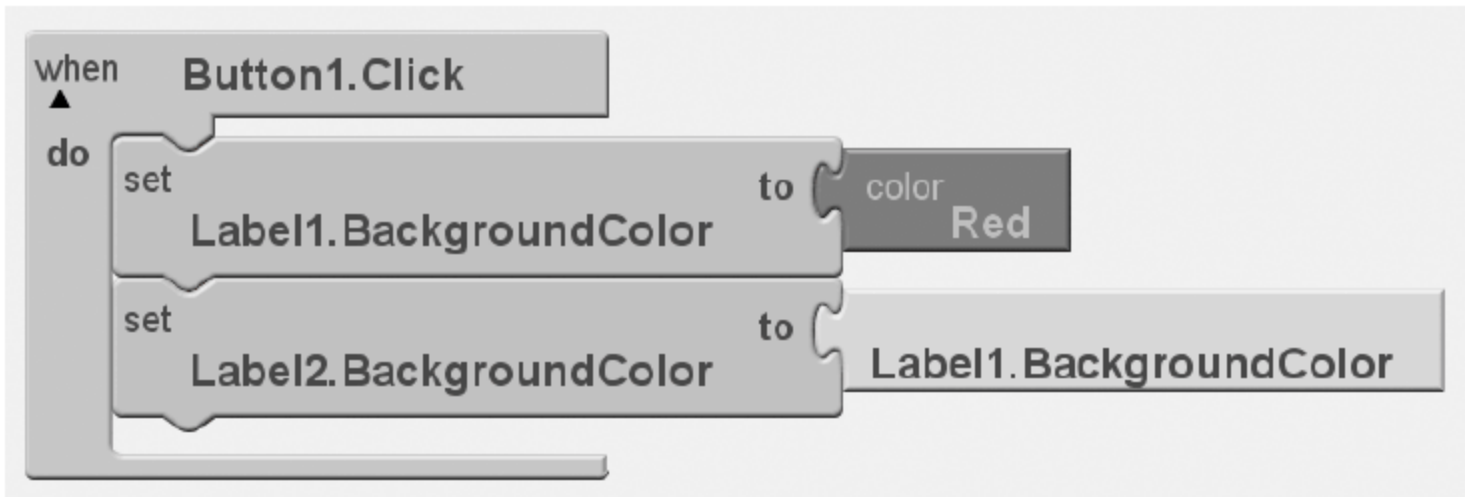 when Button1.Click
do
set to color
Label1.BackgroundColor Red
set to
Label2.BackgroundColor Label1.BackgroundColor